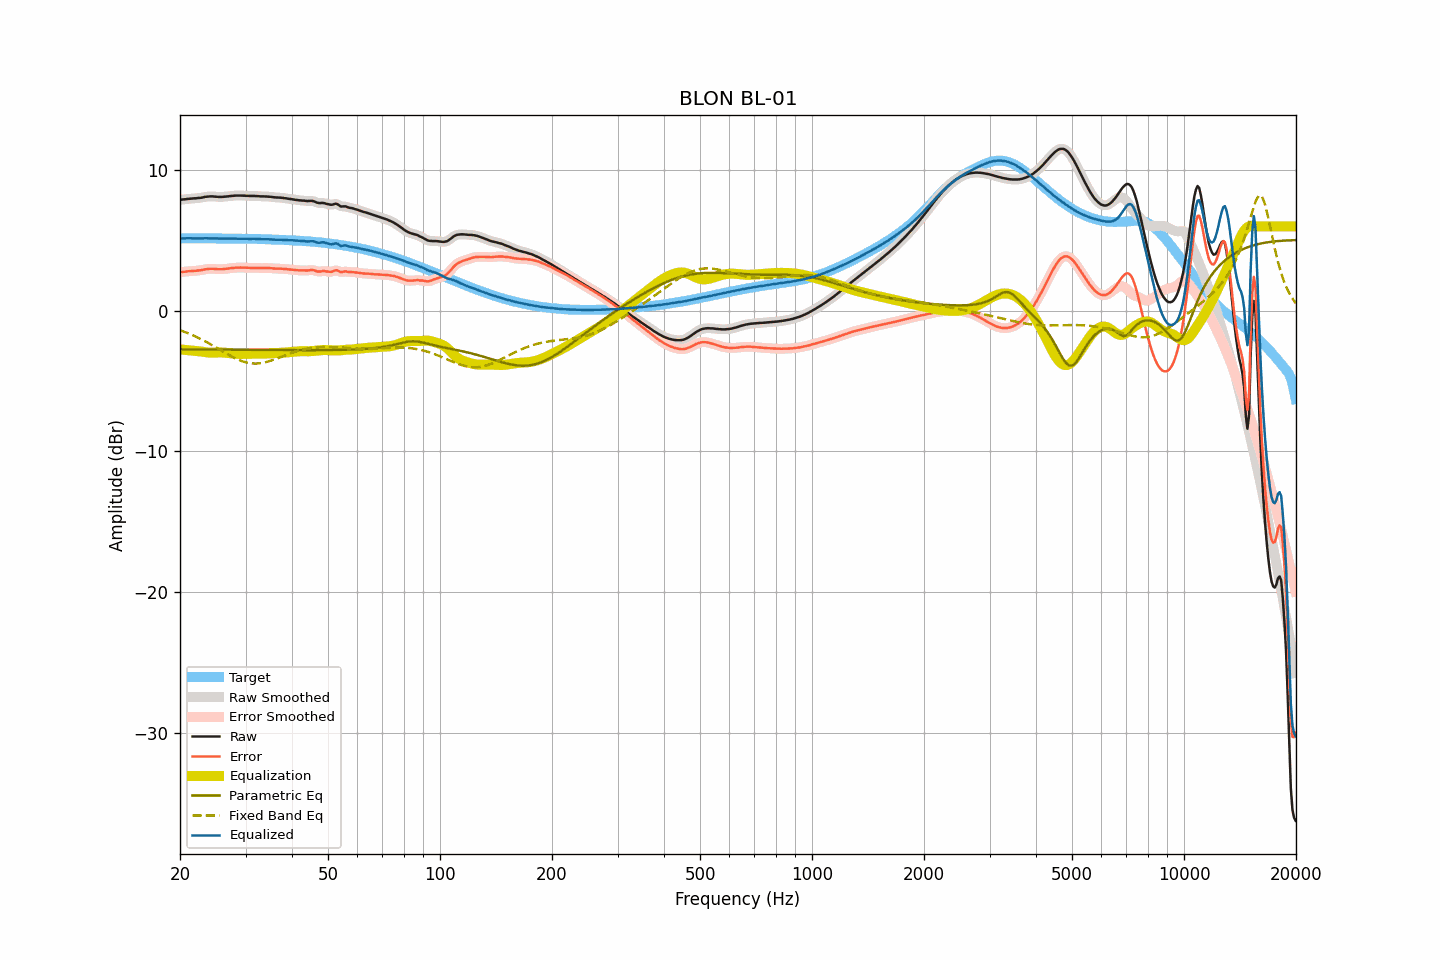 BLON BL-01
10
0
−10
−20
−30
Amplitude (dBr)
Target
Raw Smoothed
Error Smoothed
Raw
Error
Equalization
Parametric Eq
Fixed Band Eq
Equalized
20 50 100 200 500 1000 2000 5000 10000 20000
Frequency (Hz)